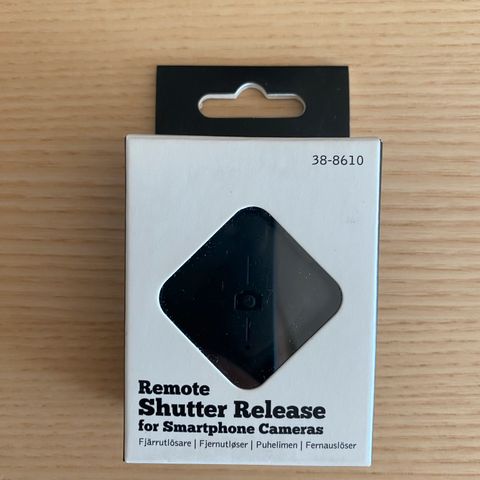 38-8610
Remote
Shutter Release
for Smartphone Cameras
Fjärrutlösare | Fjernutløser | Puhelimen | Fernauslöser